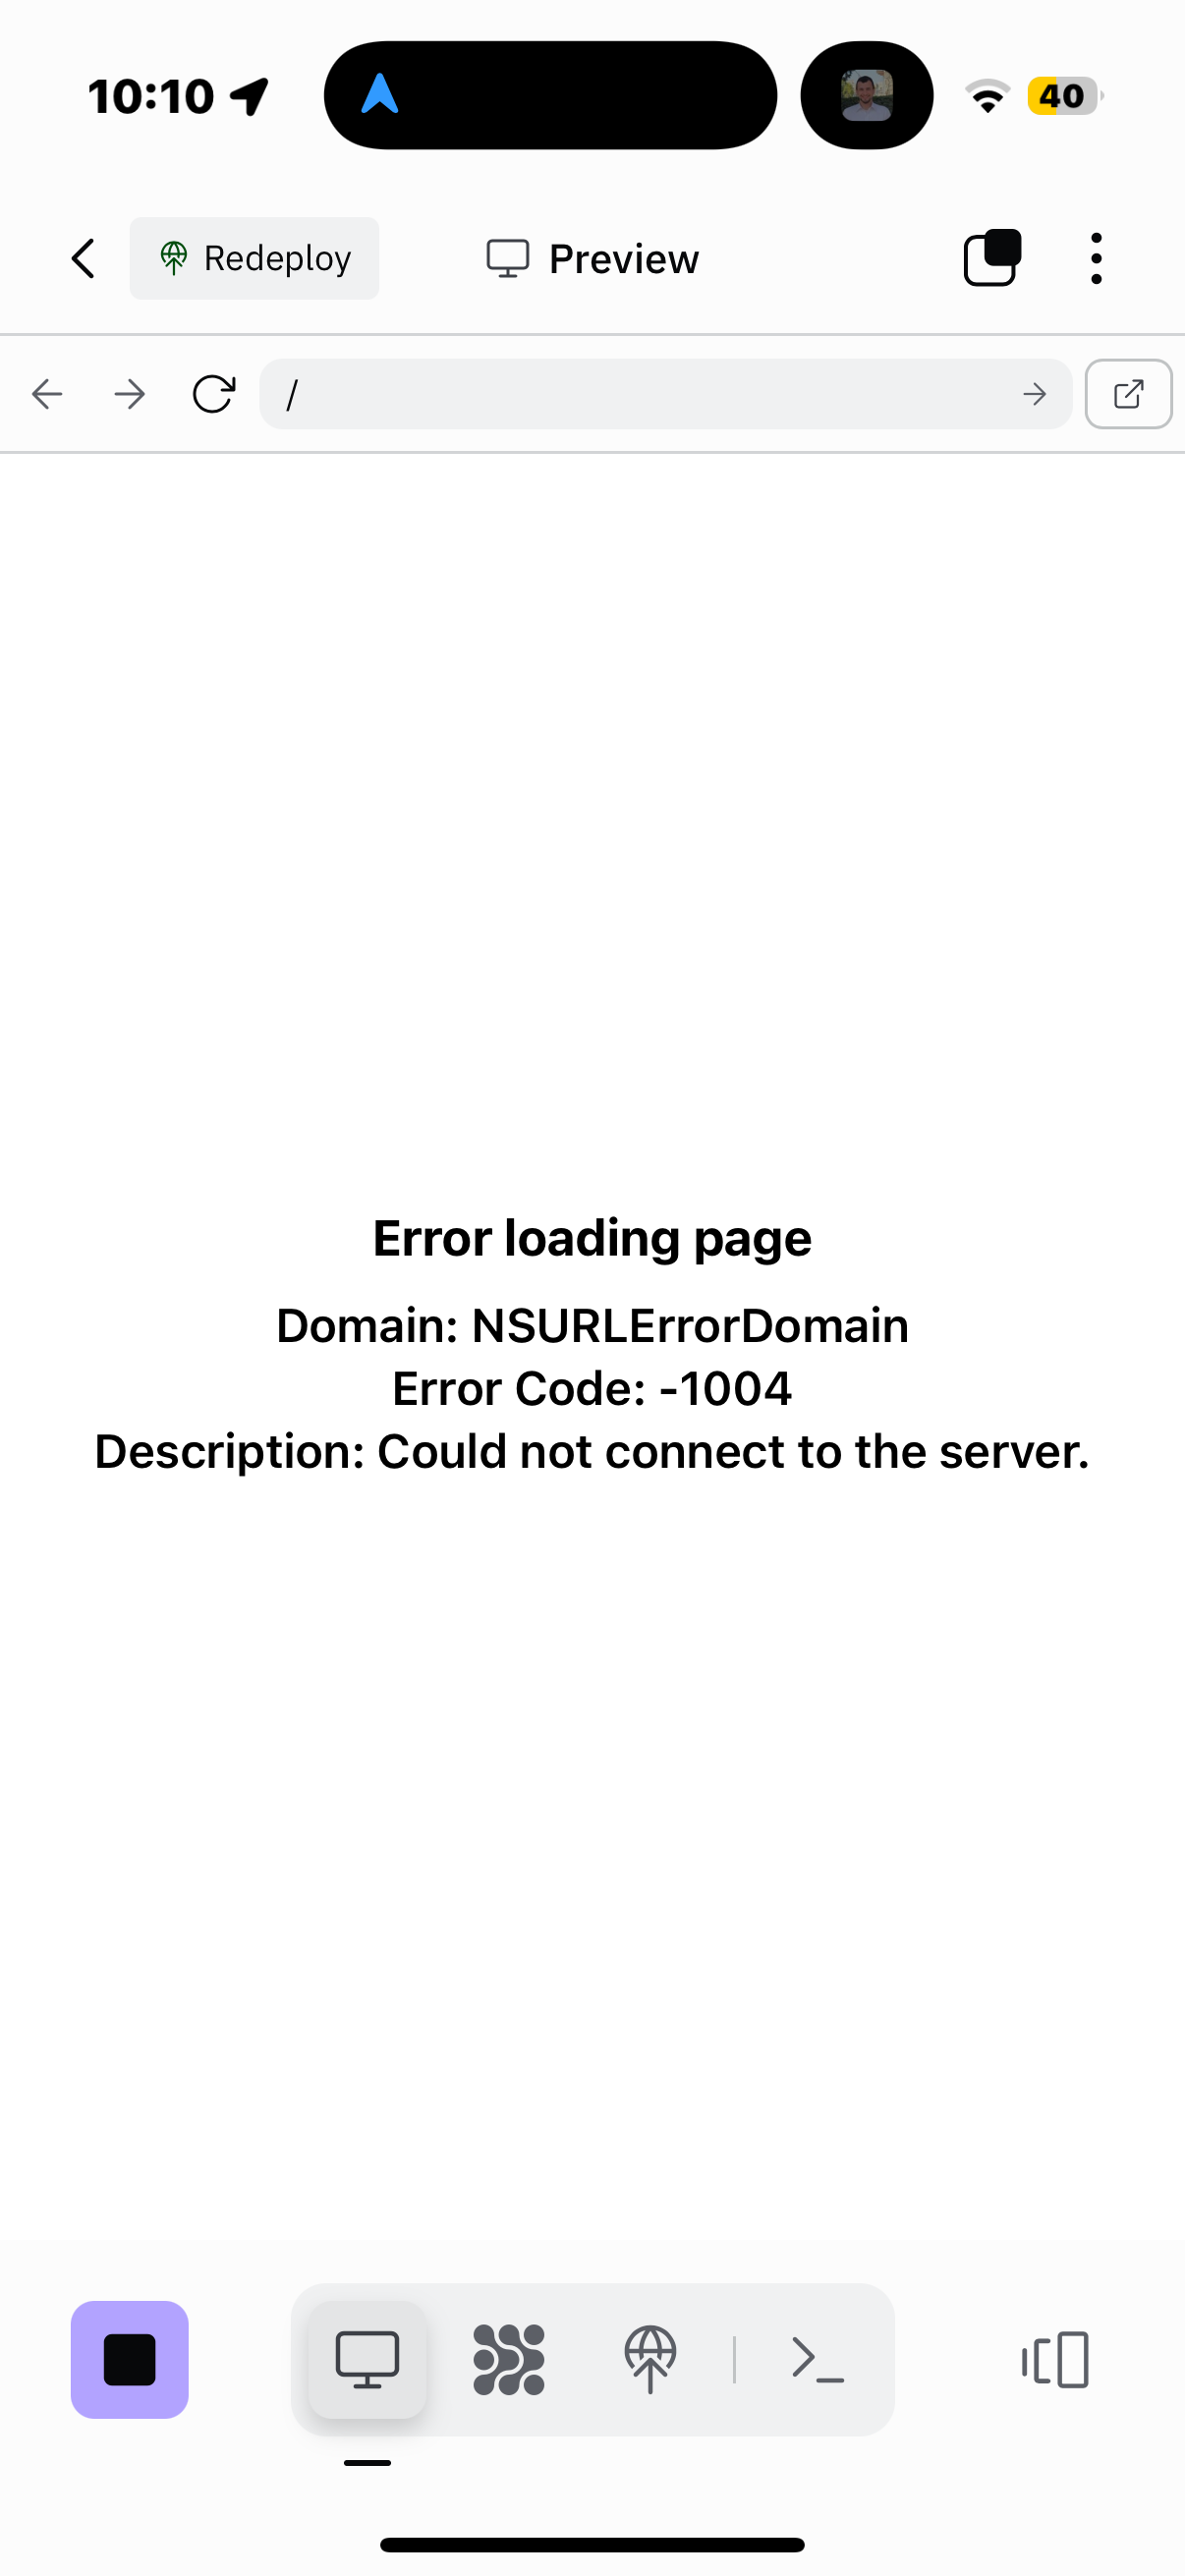 10:10
40
Redeploy
Preview
/
Error loading page
Domain: NSURLErrorDomain
Error Code: -1004
Description: Could not connect to the server.